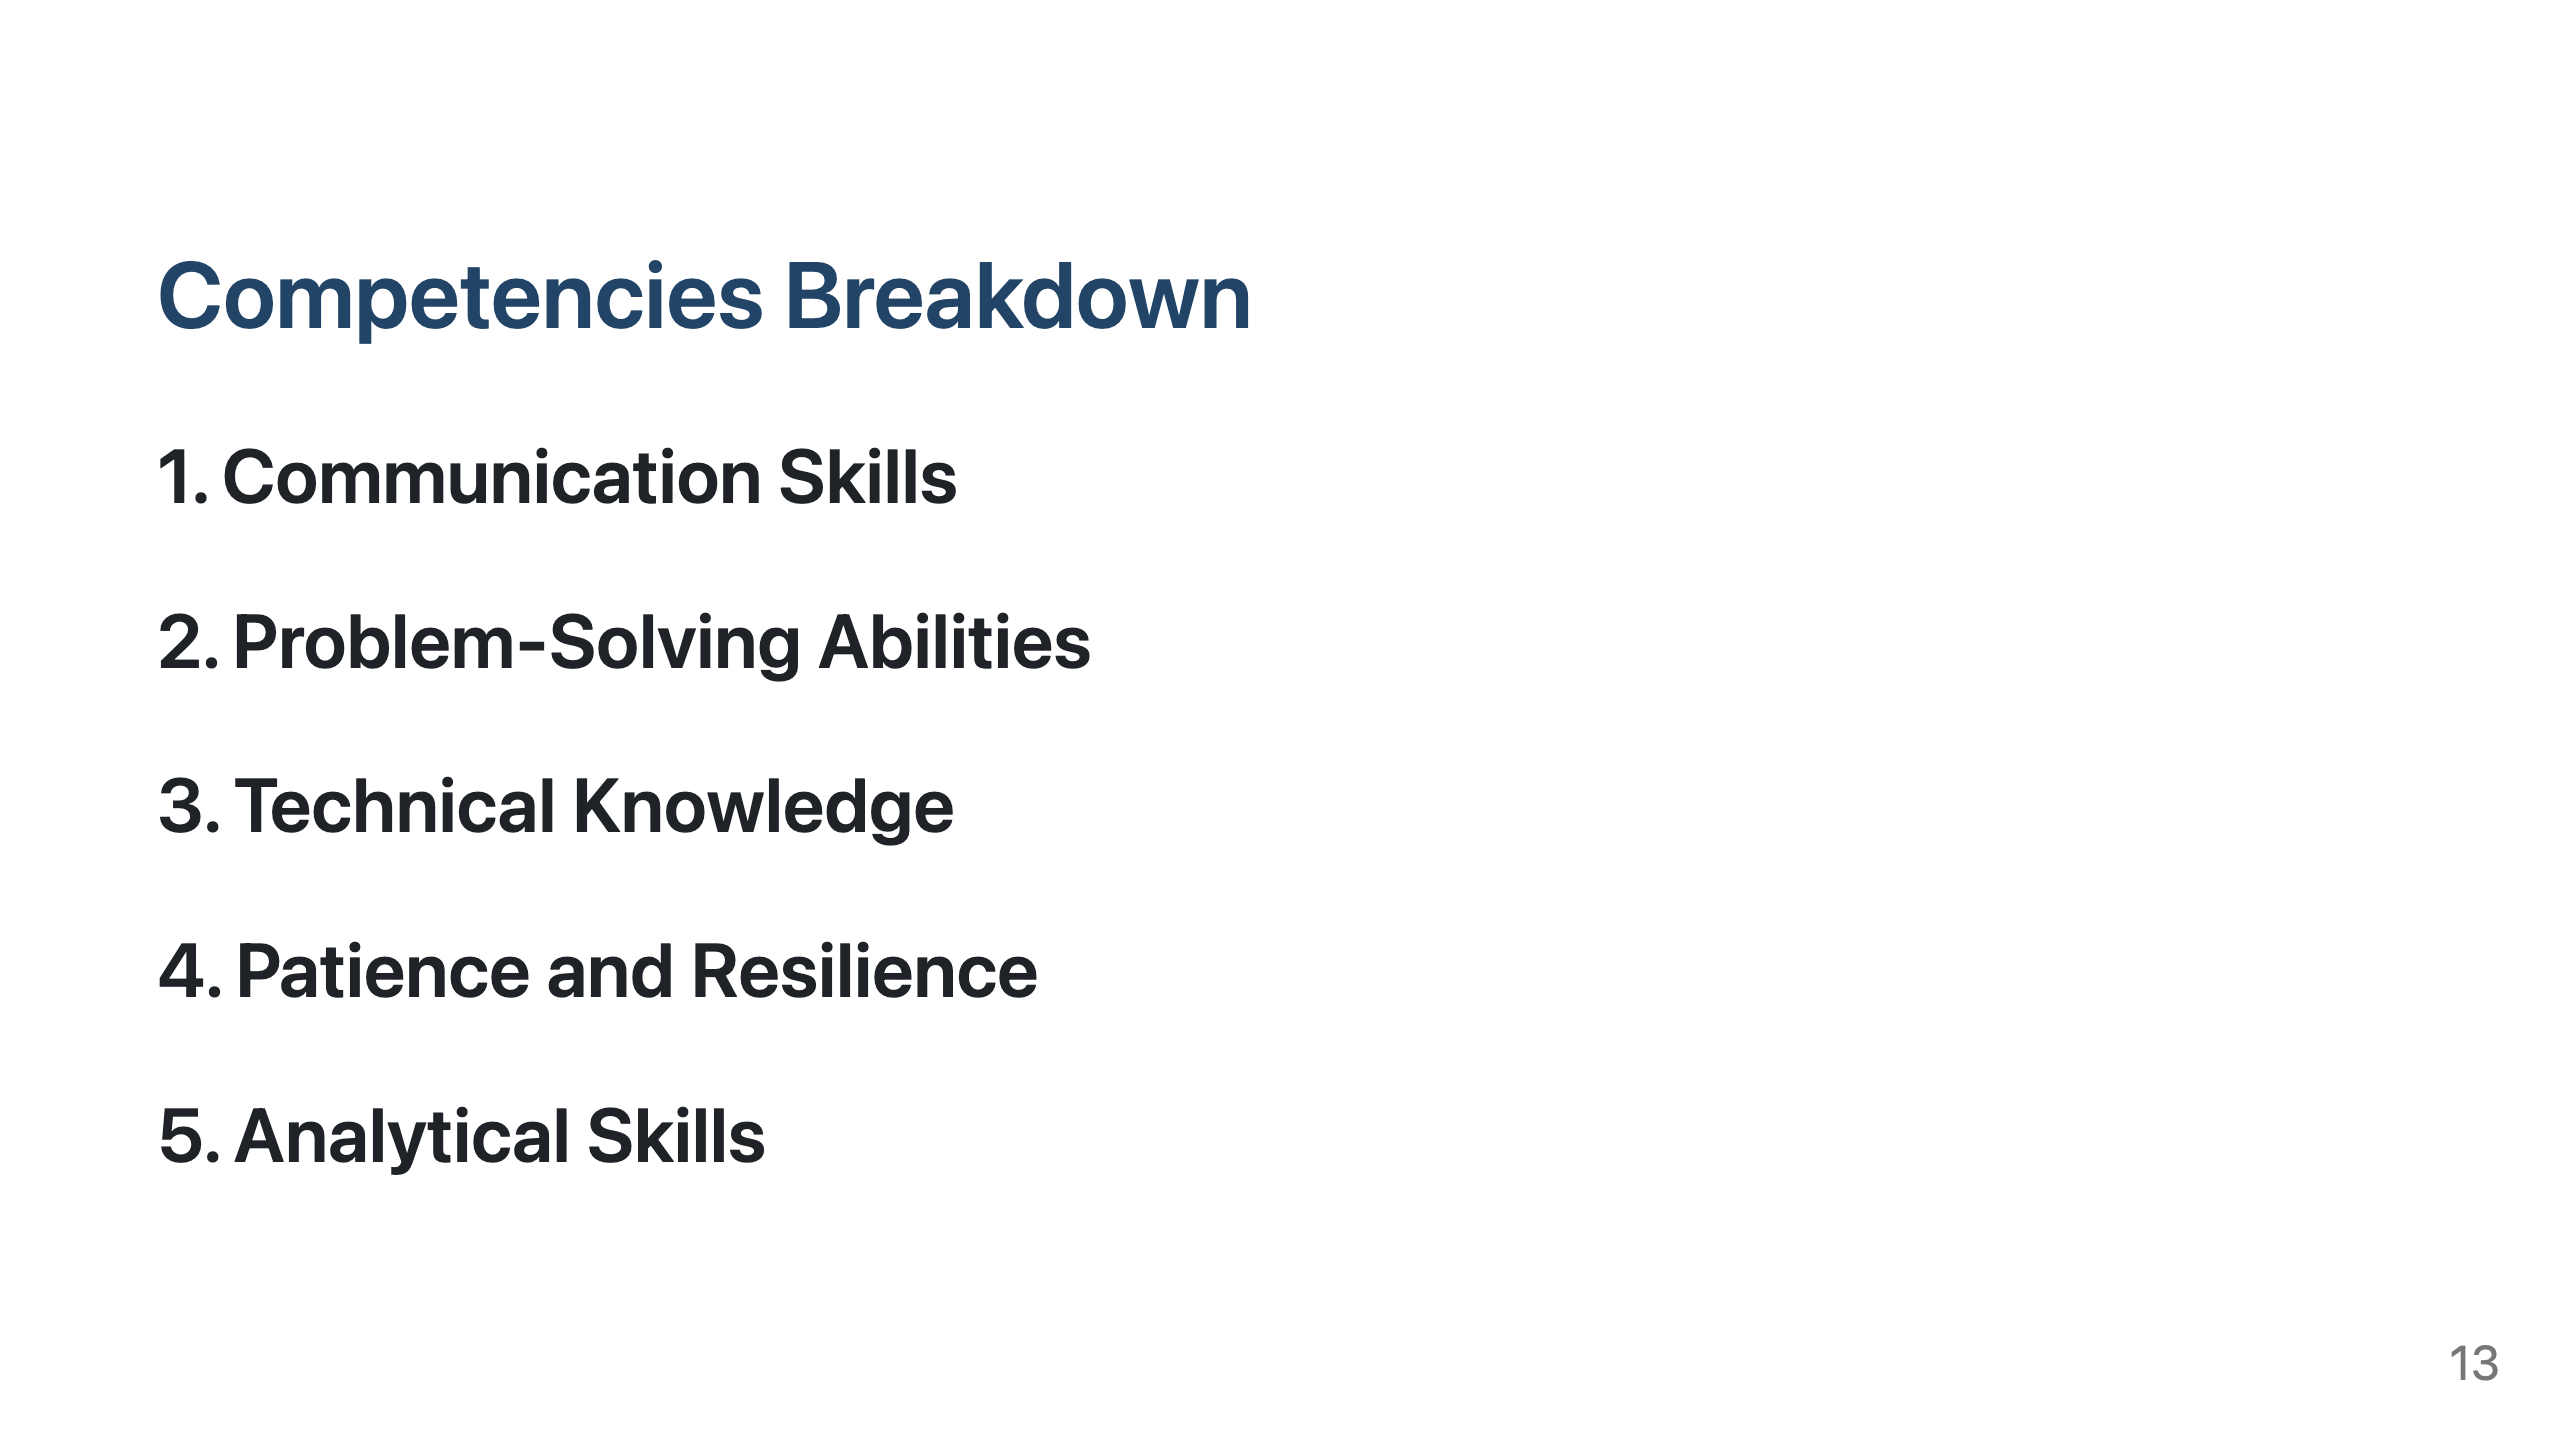 Competencies Breakdown
1. Communication Skills
2. Problem-Solving Abilities
3. Technical Knowledge
4. Patience and Resilience
5. Analytical Skills
13